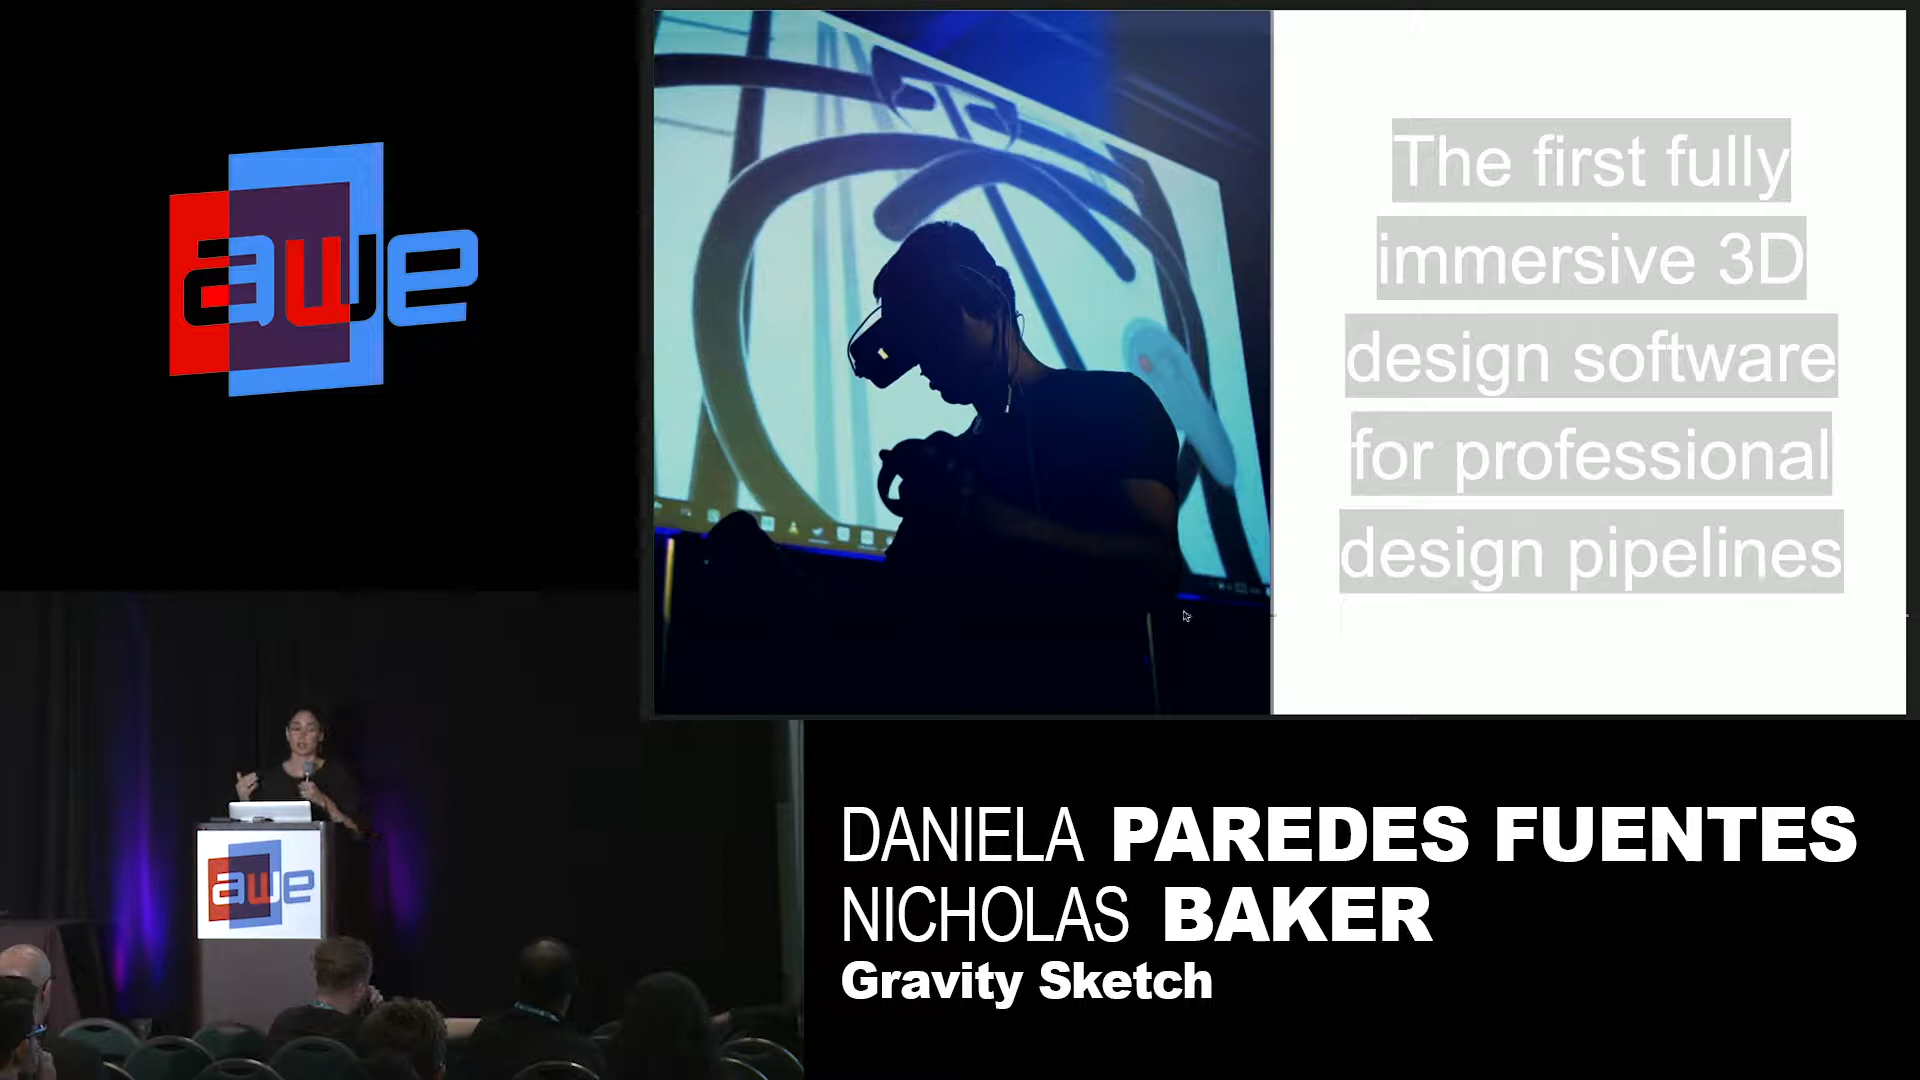 awe
The first fully
immersive 3D
design software
for professional
design pipelines
awe
DANIELA PAREDES FUENTES
NICHOLAS BAKER
Gravity Sketch